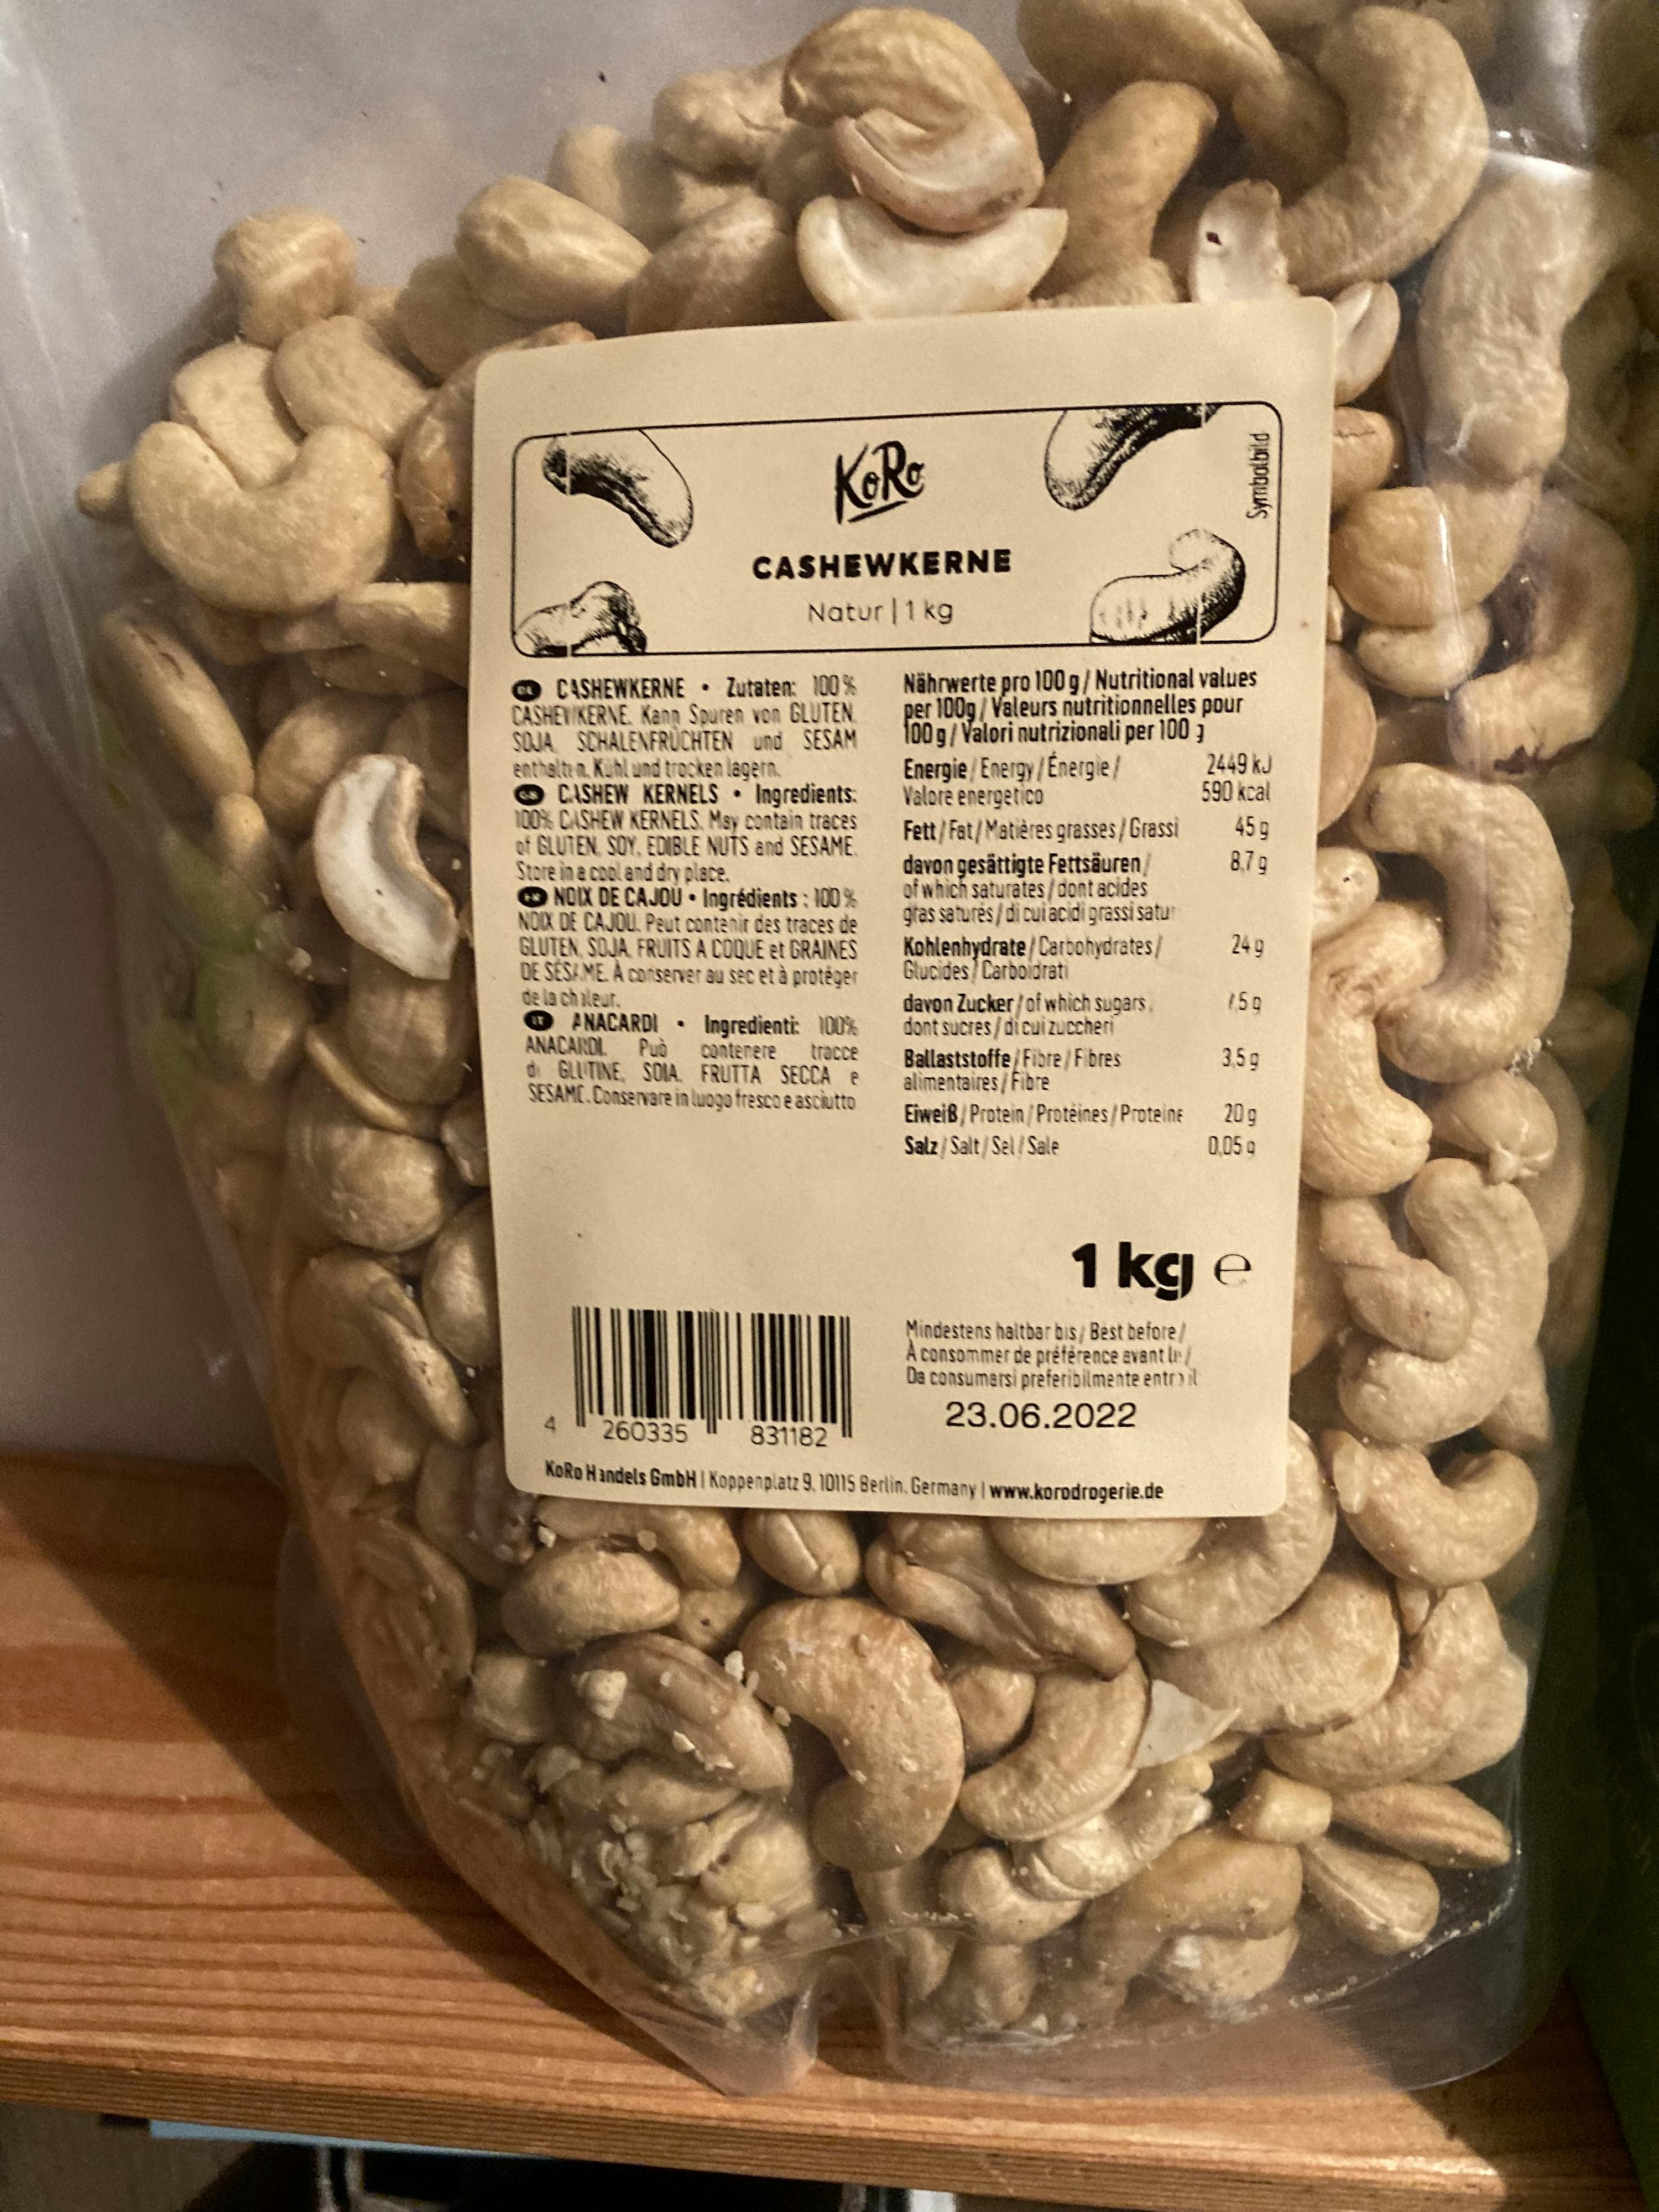 KoRo
CASHEWKERNE
Natur | 1 kg
Symbolbild
DE CASHEWKERNE • Zutaten: 100%
CASHEWKERNE. Kann Spuren von GLUTEN,
SOJA, SCHALENFRÜCHTEN und SESAM
enthalten. Kühl und trocken lagern.
CASHEW KERNELS • Ingredients:
100% CASHEW KERNELS. May contain traces
of GLUTEN, SOY, EDIBLE NUTS and SESAME.
Store in a cool and dry place.
NOIX DE CAJOU • Ingrédients : 100 %
NOIX DE CAJOU. Peut contenir des traces de
GLUTEN, SOJA, FRUITS A COQUE et GRAINES
DE SÉSAME. À conserver au sec et à protéger
de la chaleur.
IT ANACARDI • Ingredienti: 100%
ANACARDI. Può contenere tracce
di GLUTINE, SOIA, FRUTTA SECCA e
SESAMO. Conservare in luogo fresco e asciutto
Nährwerte pro 100 g / Nutritional values
per 100g / Valeurs nutritionnelles pour
100 g / Valori nutrizionali per 100 g
Energie / Energy / Énergie / 2449 kJ
Valore energetico 590 kcal
Fett / Fat / Matières grasses / Grassi 45 g
davon gesättigte Fettsäuren / 8,7 g
of which saturates / dont acides
gras saturés / di cui acidi grassi satur
Kohlenhydrate / Carbohydrates / 24 g
Glucides / Carboidrati
davon Zucker / of which sugars,
dont sucres / di cui zuccheri
Ballaststoffe / Fibre / Fibres 3,5 g
alimentaires / Fibre
Eiweiß / Protein / Protéines / Proteine 20 g
Salz / Salt / Sel / Sale 0,05 g
1 kg ℮
Mindestens haltbar bis / Best before /
À consommer de préférence avant le /
Da consumarsi preferibilmente entro il
23.06.2022
4 260335 831182
KoRo Handels GmbH | Koppenplatz 9, 10115 Berlin, Germany | www.korodrogerie.de